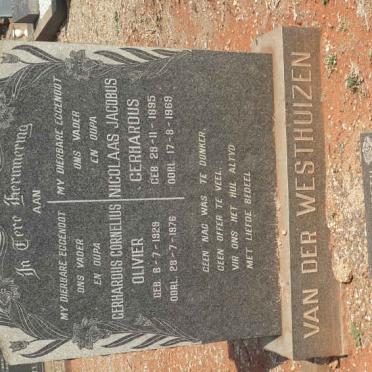 In Tere Herinnering
AAN
MY DIERBARE EGGENOOT
ONS VADER
EN OUPA
GERHARDUS CORNELIUS
OLIVIER
GEB. 8-7-1929
OORL. 28-7-1976
MY DIERBARE EGGENOOT
ONS VADER
EN OUPA
NICOLAAS JACOBUS
GERHARDUS
GEB 29-11-1895
OORL 17-8-1969
GEEN NAG WAS TE DONKER,
GEEN OFFER TE VEEL
VIR ONS HET HUL ALTYD
MET LIEFDE BEDEEL
VAN DER WESTHUIZEN